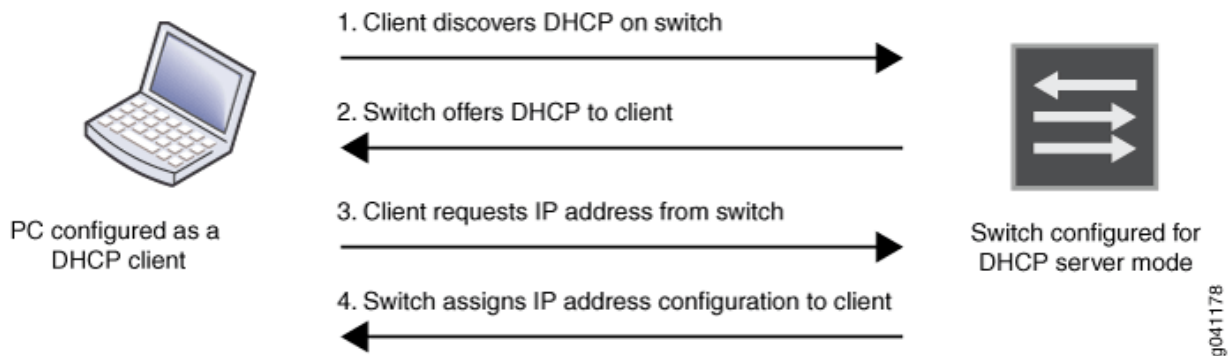 1. Client discovers DHCP on switch
2. Switch offers DHCP to client
3. Client requests IP address from switch
4. Switch assigns IP address configuration to client
PC configured as a
DHCP client
Switch configured for
DHCP server mode
g041178